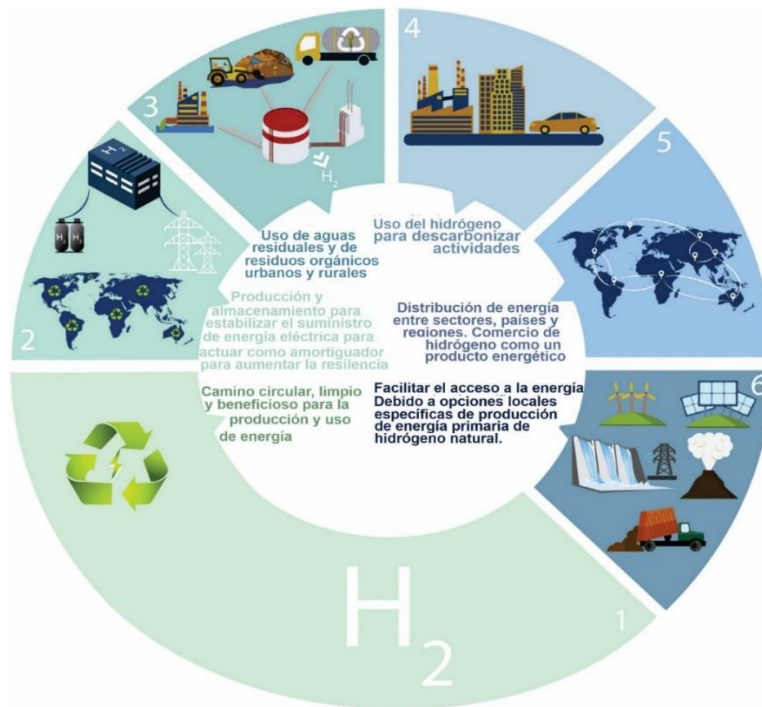 4
3
H₂
Uso de aguas
residuales y de
residuos orgánicos
urbanos y rurales
Uso del hidrógeno
para descarbonizar
actividades
5
H₂
H₂
H₂
2
Producción y
almacenamiento para
estabilizar el suministro
de energía eléctrica para
actuar como amortiguador
para aumentar la resilencia
Distribución de energía
entre sectores, países y
regiones. Comercio de
hidrógeno como un
producto energético
Camino circular, limpio
y beneficioso para la
producción y uso
de energía
Facilitar el acceso a la energía
Debido a opciones locales
específicas de producción
de energía primaria de
hidrógeno natural.
6
H₂
1